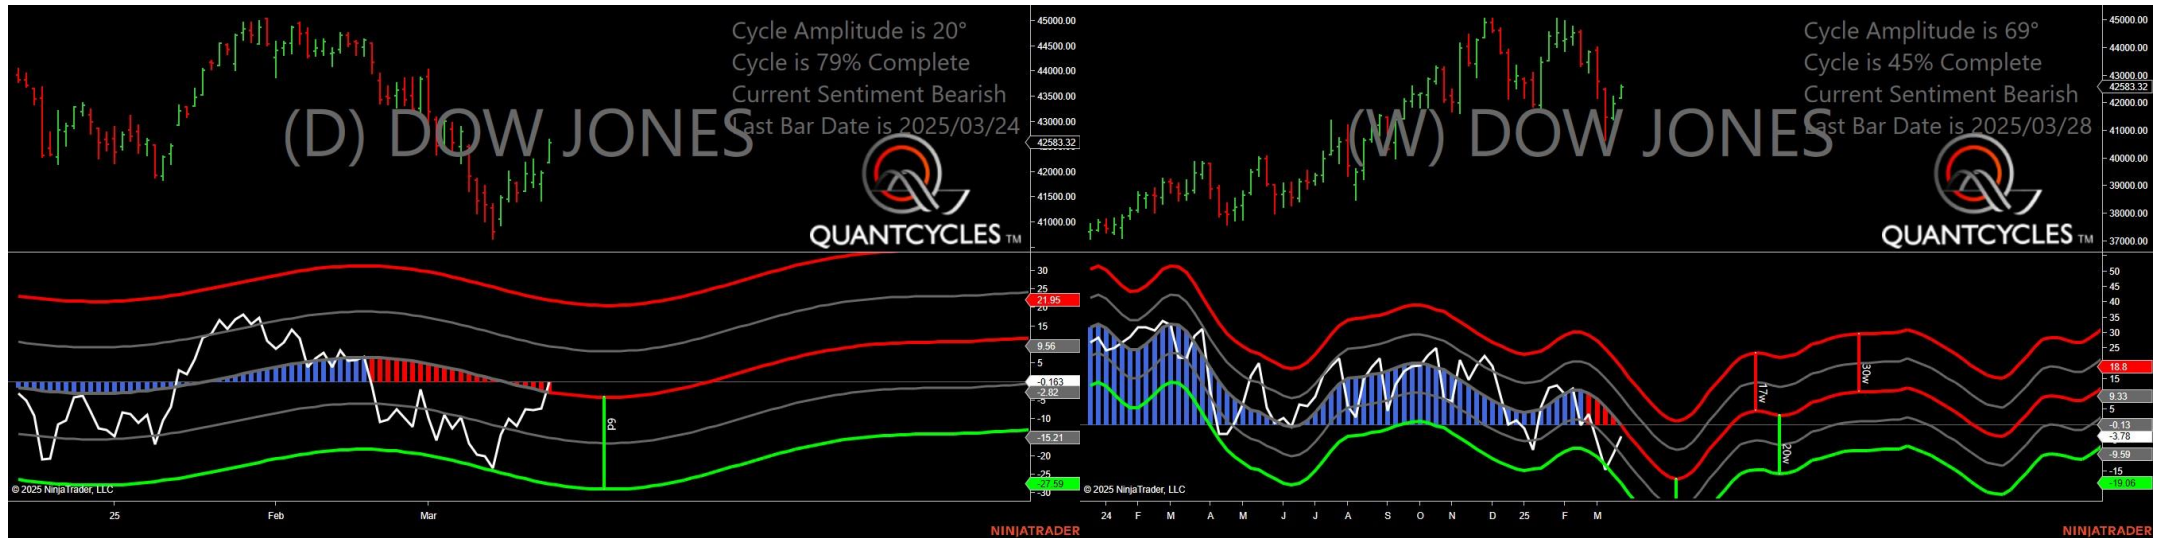 Cycle Amplitude is 20°
Cycle is 79% Complete
Current Sentiment Bearish
Last Bar Date is 2025/03/24
(D) DOW JONES
QUANTCYCLES TM
45000.00
44500.00
44000.00
43500.00
43000.00
42583.32
42000.00
41500.00
41000.00
30
25
21.95
20
15
9.56
5
-0.163
-2.82
-5
-10
-15.21
-20
-25
-27.59
-30
6d
© 2025 NinjaTrader, LLC
25 Feb Mar
NINJATRADER
Cycle Amplitude is 69°
Cycle is 45% Complete
Current Sentiment Bearish
Last Bar Date is 2025/03/28
(W) DOW JONES
QUANTCYCLES TM
45000.00
44000.00
43000.00
42583.32
42000.00
41000.00
40000.00
39000.00
38000.00
37000.00
50
45
40
35
30
25
18.8
15
9.33
5
-0.13
-3.78
-9.59
-15
-19.06
17w
30w
20w
© 2025 NinjaTrader, LLC
24 F M A M J J A S O N D 25 F M
NINJATRADER